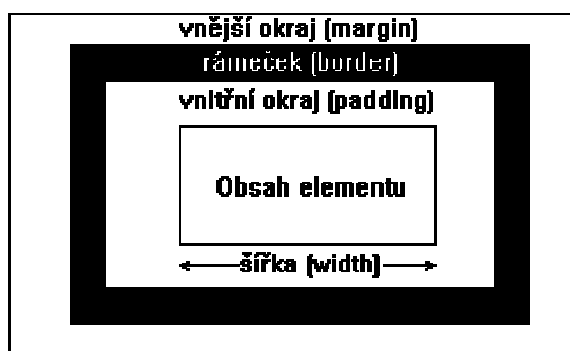 vnější okraj (margin)
rámeček (border)
vnitřní okraj (padding)
Obsah elementu
šířka (width)